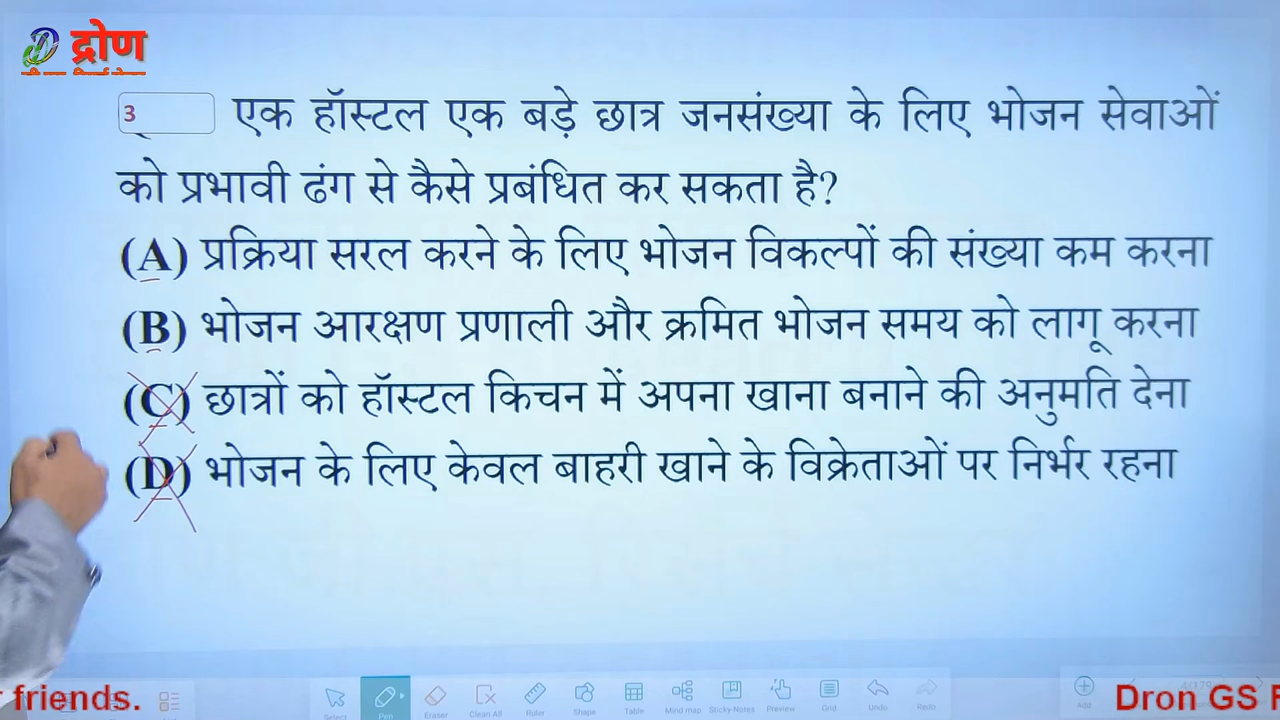 द्रोण
3 एक हॉस्टल एक बड़े छात्र जनसंख्या के लिए भोजन सेवाओं
को प्रभावी ढंग से कैसे प्रबंधित कर सकता है?
(A) प्रक्रिया सरल करने के लिए भोजन विकल्पों की संख्या कम करना
(B) भोजन आरक्षण प्रणाली और क्रमित भोजन समय को लागू करना
(C) छात्रों को हॉस्टल किचन में अपना खाना बनाने की अनुमति देना
(D) भोजन के लिए केवल बाहरी खाने के विक्रेताओं पर निर्भर रहना
friends. Dron GS
Select Pen Eraser Clean All Ruler Shape Table Mind map Sticky-Notes Preview Grid Undo Redo Add